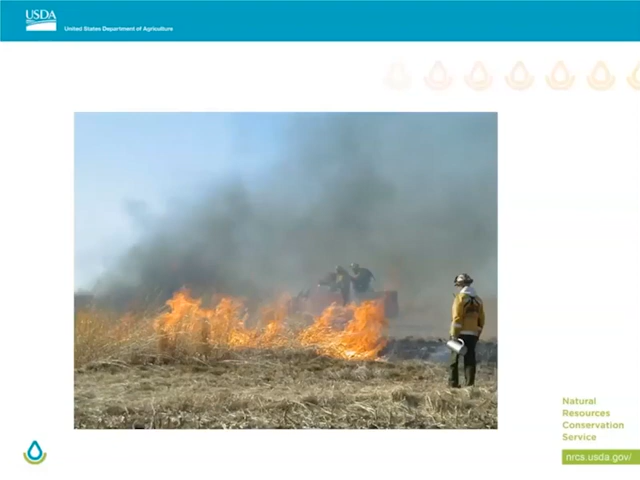 USDA
United States Department of Agriculture
Natural
Resources
Conservation
Service
nrcs.usda.gov/